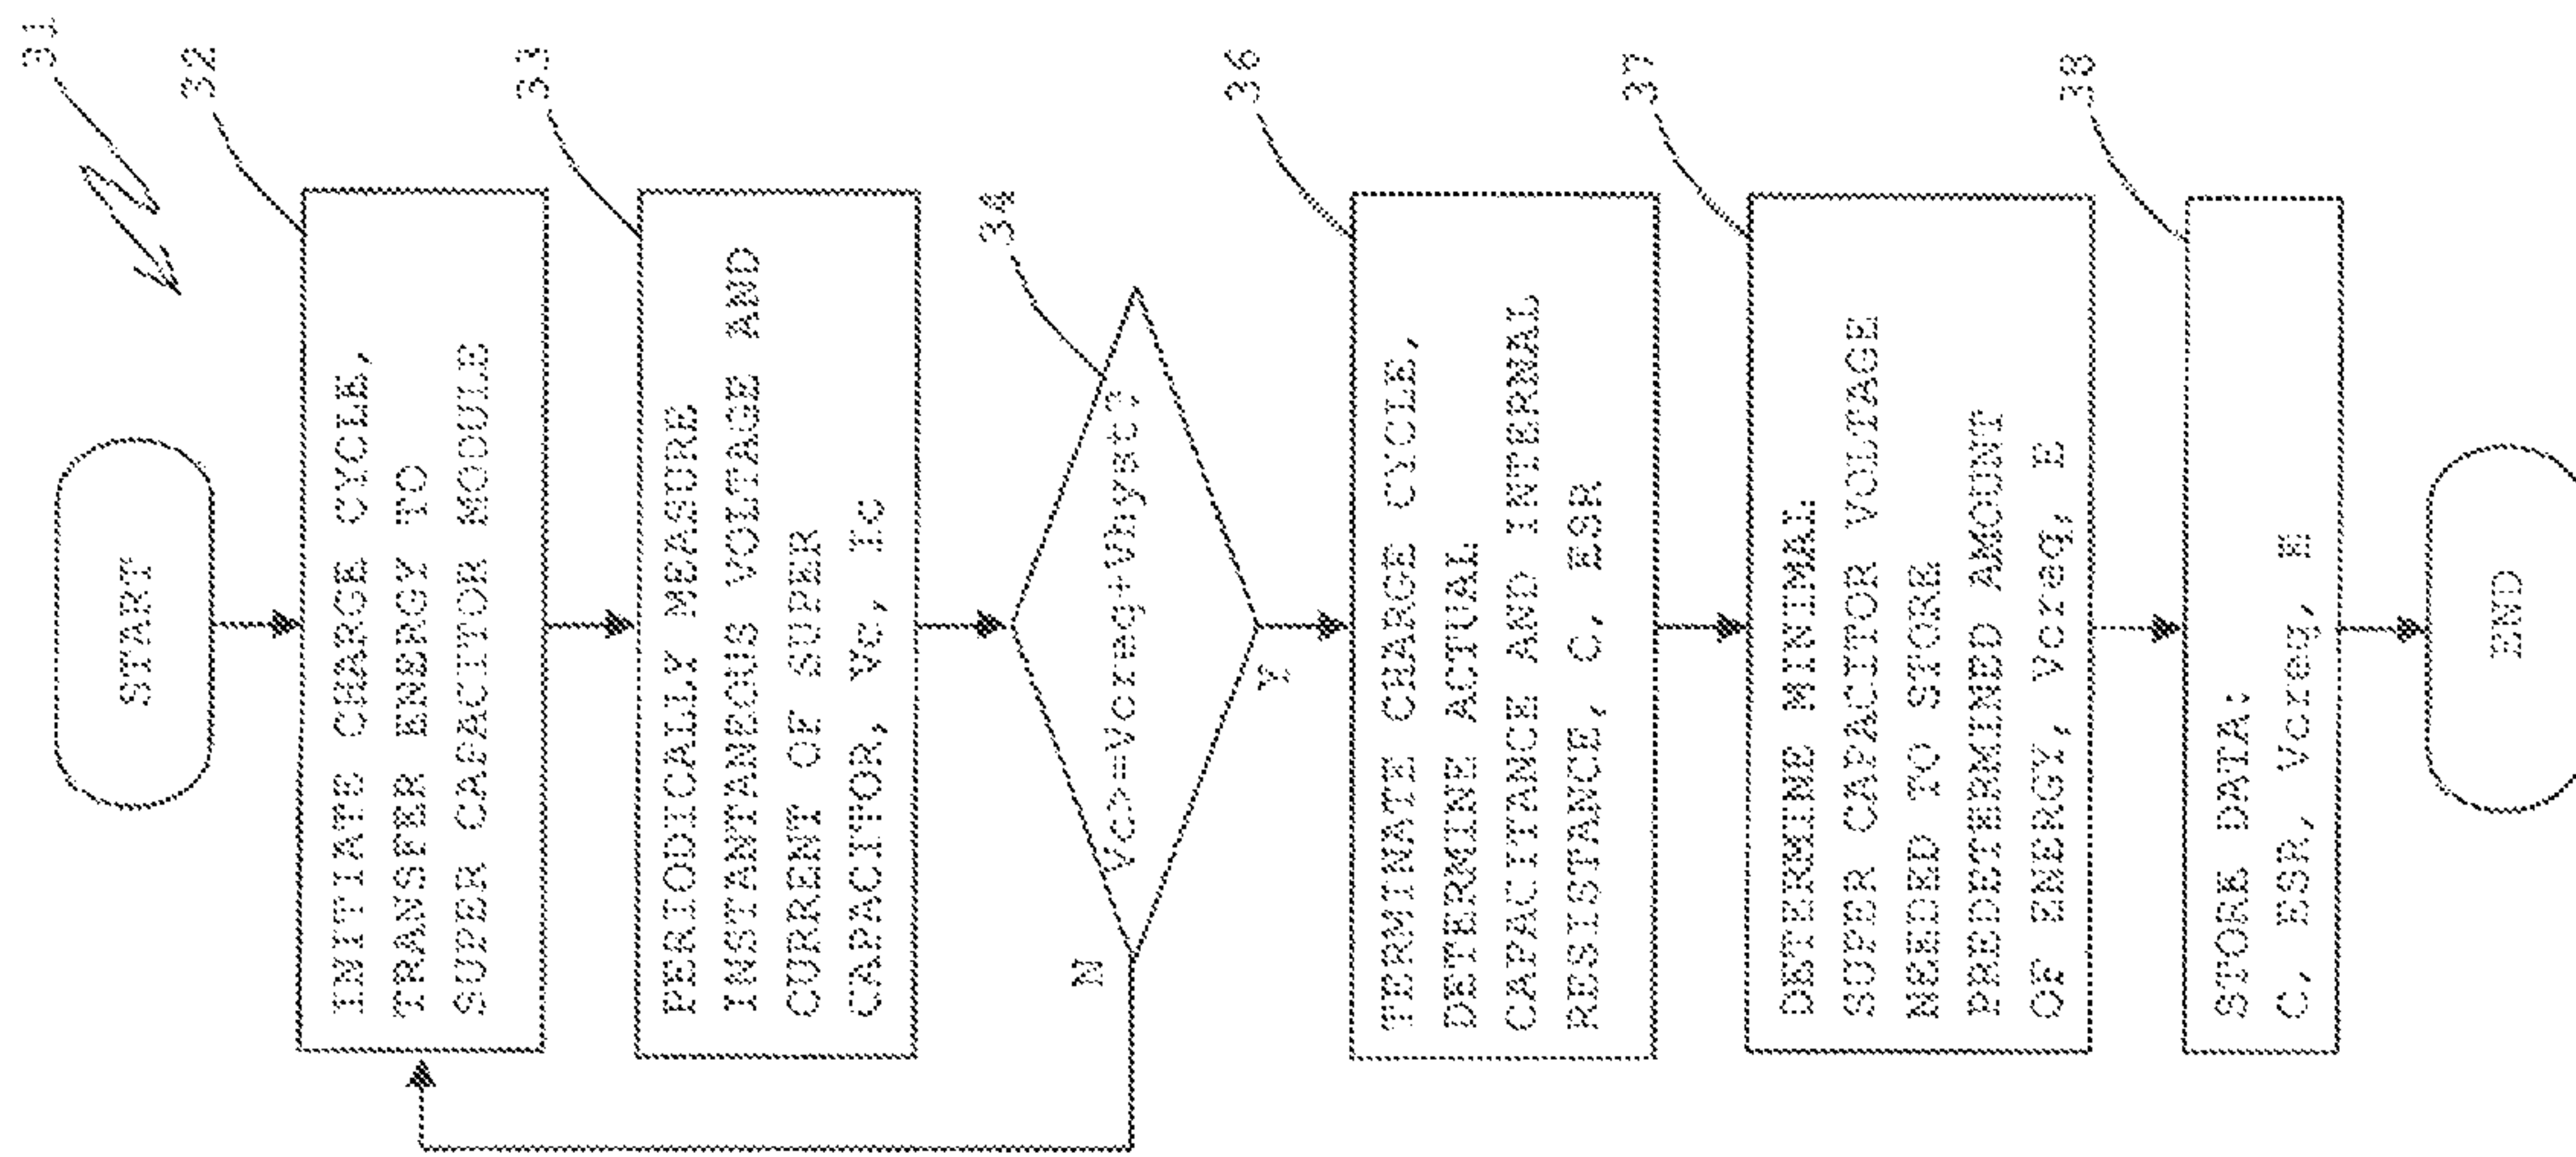 31
START
32
INITIATE CHARGE CYCLE,
TRANSFER ENERGY TO
SUPER CAPACITOR MODULE
33
PERIODICALLY MEASURE
INSTANTANEOUS VOLTAGE AND
CURRENT OF SUPER
CAPACITOR, Vc, Ic
34
Vc>=Vcreq+Vhyst?
N
Y
36
TERMINATE CHARGE CYCLE,
DETERMINE ACTUAL
CAPACITANCE AND INTERNAL
RESISTANCE, C, ESR
37
DETERMINE MINIMAL
SUPER CAPACITOR VOLTAGE
NEEDED TO STORE
PREDETERMINED AMOUNT
OF ENERGY, Vcreq, E
38
STORE DATA:
C, ESR, Vcreq, E
END